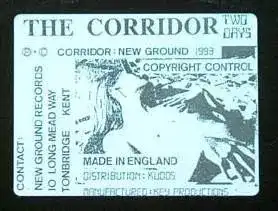 THE CORRIDOR
TWO DAYS
℗·© CORRIDOR: NEW GROUND 1993
COPYRIGHT CONTROL
CONTACT:
NEW GROUND RECORDS
10 LONG MEAD WAY
TONBRIDGE KENT
MADE IN ENGLAND
DISTRIBUTION: KUDOS
MANUFACTURED: KEY PRODUCTIONS